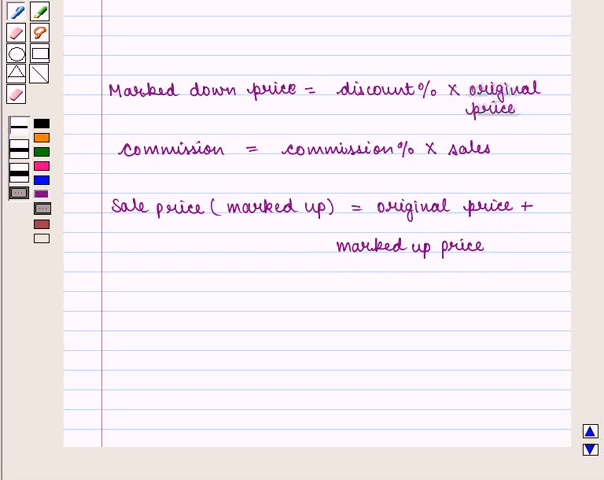 Marked down price = discount% × original
price
commission = commission% × sales
Sale price (marked up) = original price +
marked up price